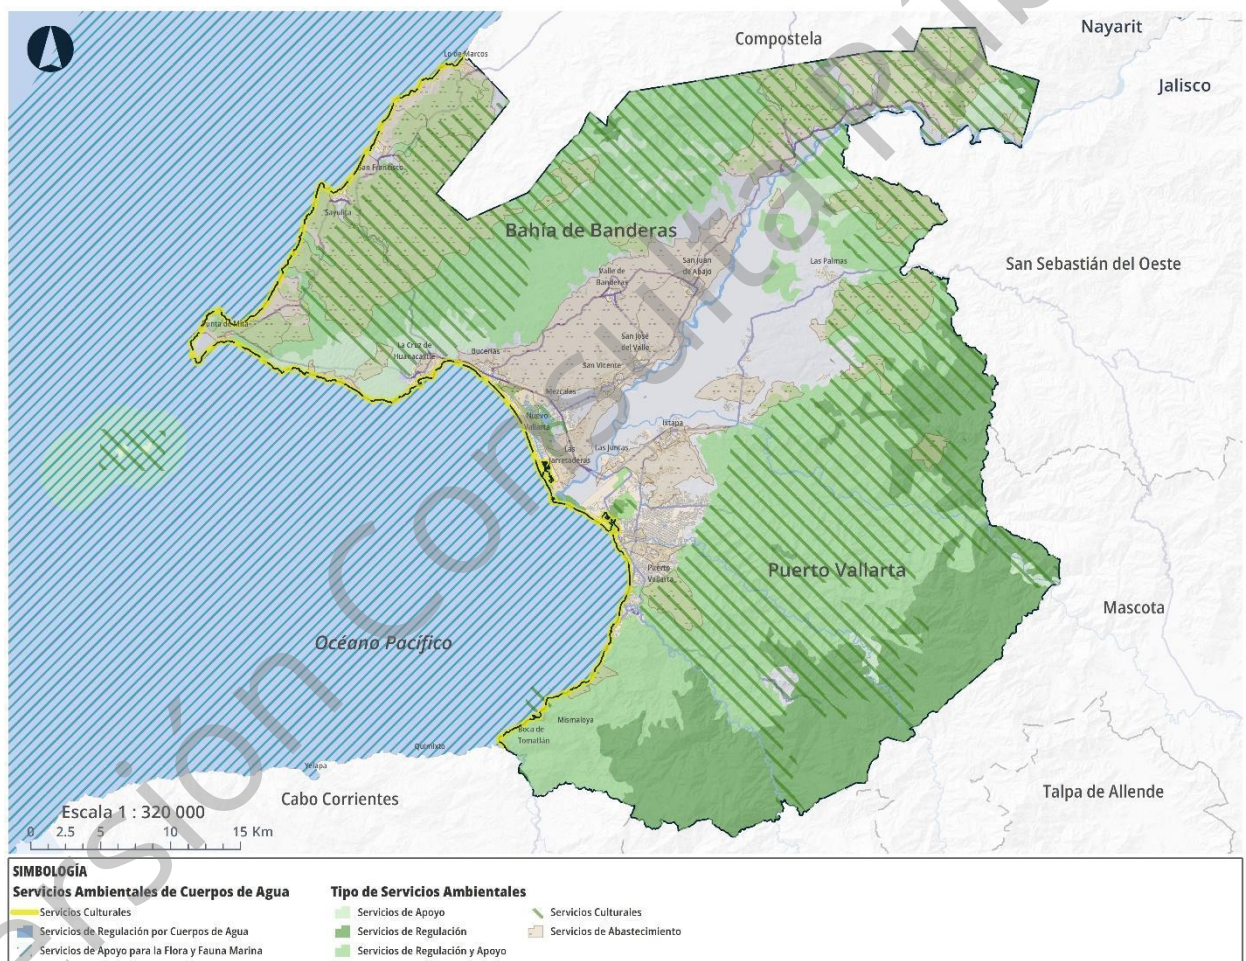 Nayarit
Compostela
Jalisco
Lo de Marcos
San Francisco
Sayulita
Bahía de Banderas
San Juan
de Abajo
Las Palmas
San Sebastián del Oeste
Valle de
Banderas
Punta de Mita
La Cruz de
Huanacaxtle
Bucerías
San José
del Valle
San Vicente
Mezcales
Nuevo
Vallarta
Ixtapa
Las Juntas
Las
Jarretaderas
Puerto Vallarta
Puerto
Vallarta
Mascota
Océano Pacífico
Mismaloya
Boca de
Tomatlán
Quimixto
Yelapa
Cabo Corrientes
Talpa de Allende
Escala 1 : 320 000
0 2.5 5 10 15 Km
Versión Consulta púb
SIMBOLOGÍA
Servicios Ambientales de Cuerpos de Agua
Servicios Culturales
Servicios de Regulación por Cuerpos de Agua
Servicios de Apoyo para la Flora y Fauna Marina
Tipo de Servicios Ambientales
Servicios de Apoyo
Servicios de Regulación
Servicios de Regulación y Apoyo
Servicios Culturales
Servicios de Abastecimiento